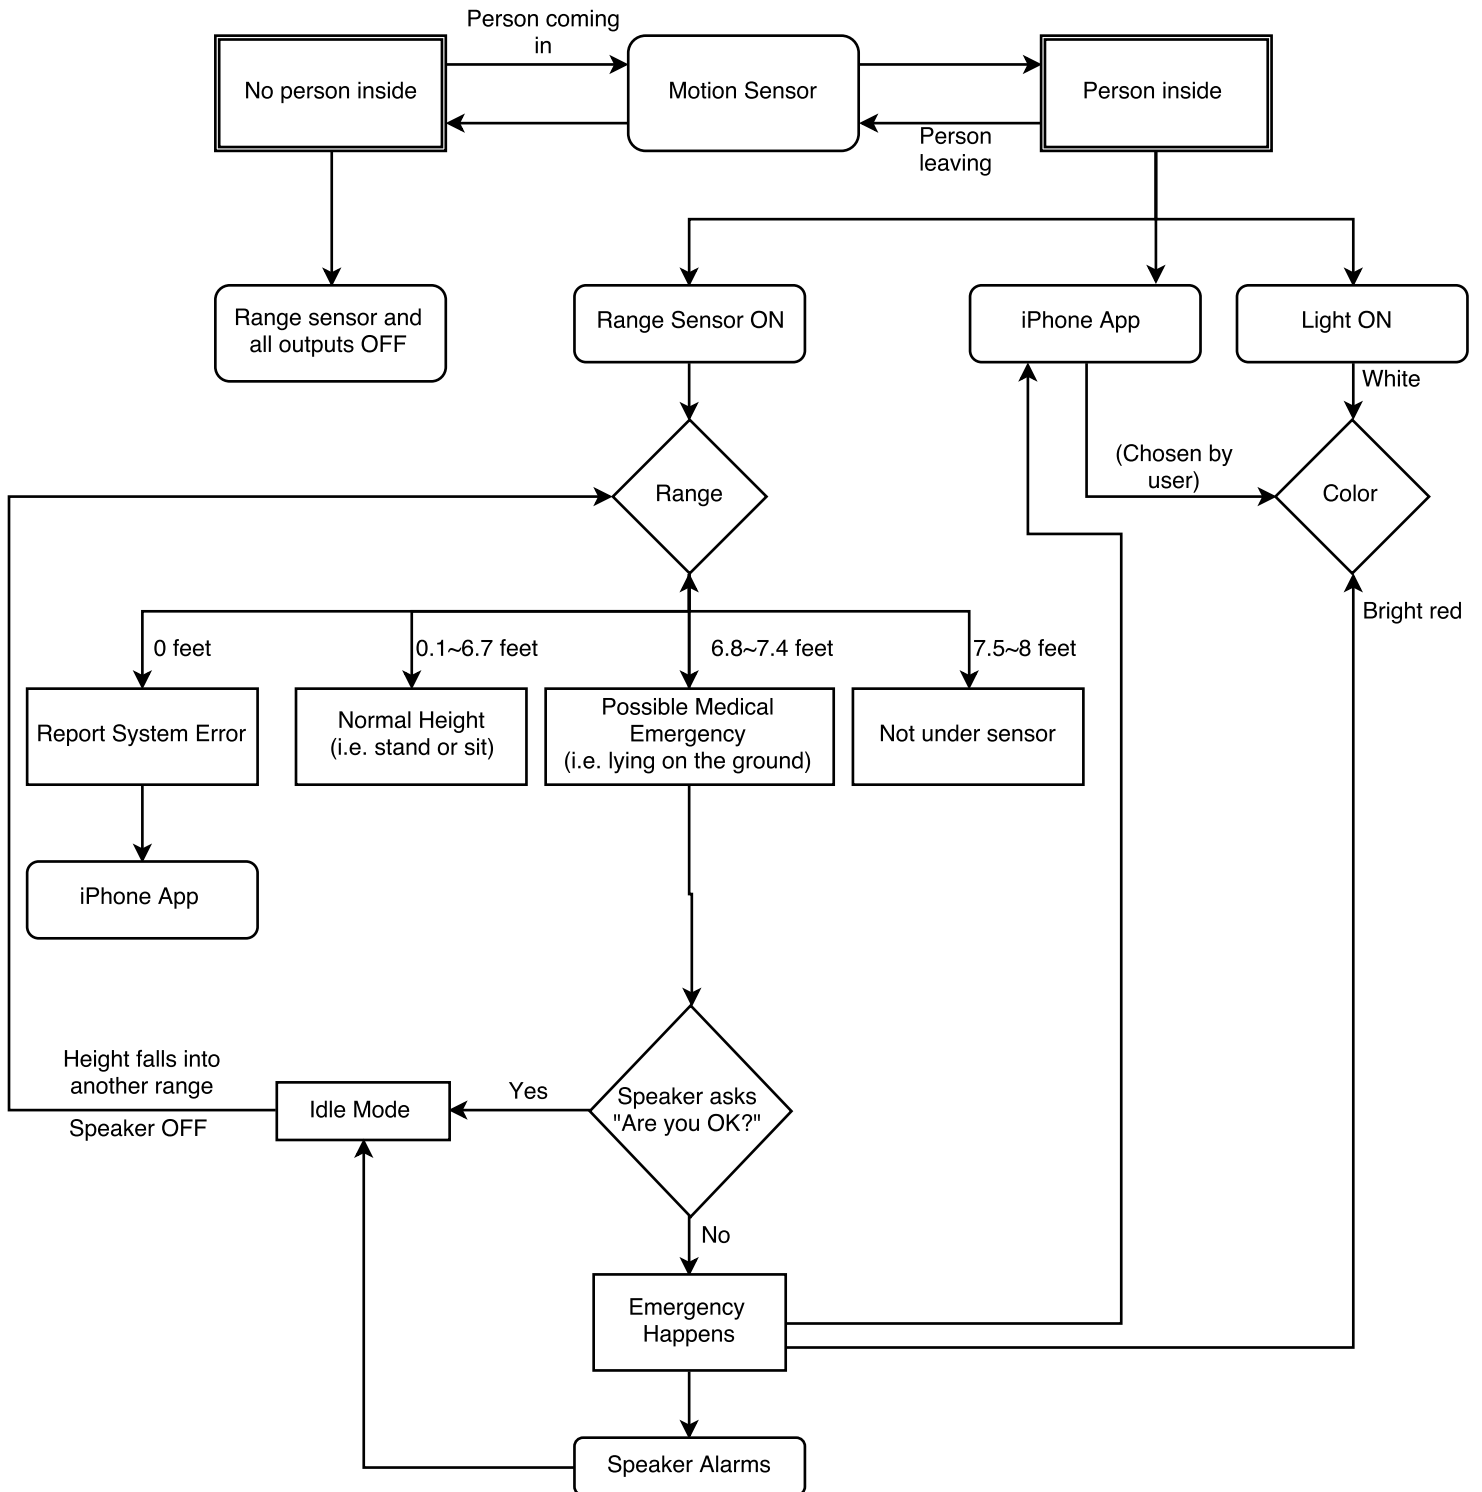 Person coming
in
No person inside
Motion Sensor
Person inside
Person
leaving
Range sensor and
all outputs OFF
Range Sensor ON
iPhone App
Light ON
White
(Chosen by
user)
Range
Color
Bright red
0 feet
0.1~6.7 feet
6.8~7.4 feet
7.5~8 feet
Report System Error
Normal Height
(i.e. stand or sit)
Possible Medical
Emergency
(i.e. lying on the ground)
Not under sensor
iPhone App
Height falls into
another range
Speaker OFF
Idle Mode
Yes
Speaker asks
"Are you OK?"
No
Emergency
Happens
Speaker Alarms